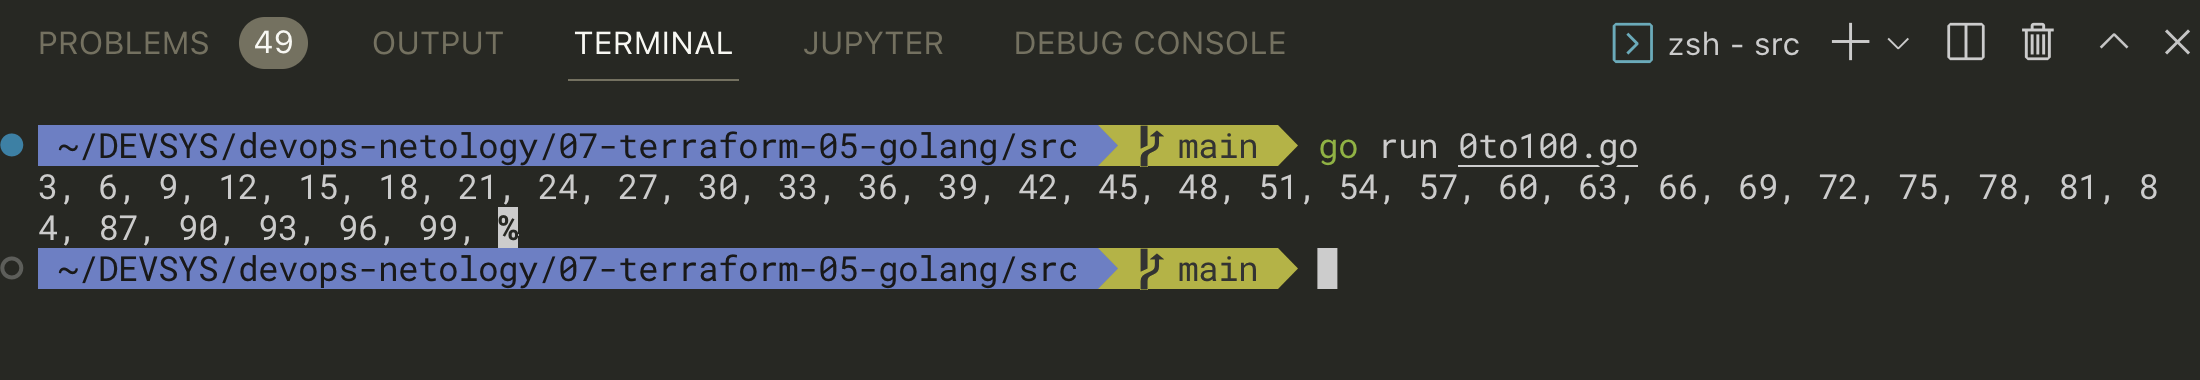 PROBLEMS 49 OUTPUT TERMINAL JUPYTER DEBUG CONSOLE zsh - src
~/DEVSYS/devops-netology/07-terraform-05-golang/src main go run 0to100.go
3, 6, 9, 12, 15, 18, 21, 24, 27, 30, 33, 36, 39, 42, 45, 48, 51, 54, 57, 60, 63, 66, 69, 72, 75, 78, 81, 8
4, 87, 90, 93, 96, 99, %
~/DEVSYS/devops-netology/07-terraform-05-golang/src main